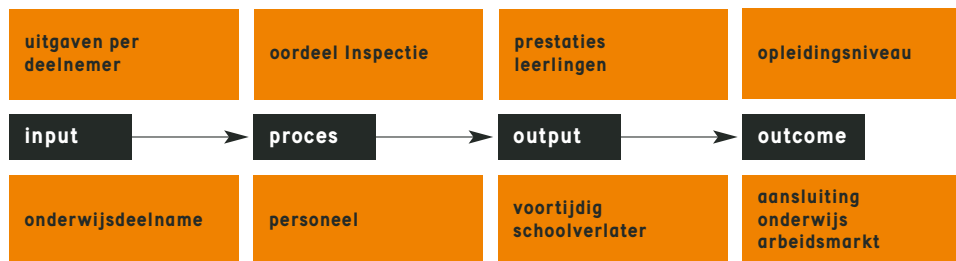 uitgaven per
deelnemer
oordeel Inspectie
prestaties
leerlingen
opleidingsniveau
input
proces
output
outcome
onderwijsdeelname
personeel
voortijdig
schoolverlater
aansluiting
onderwijs
arbeidsmarkt